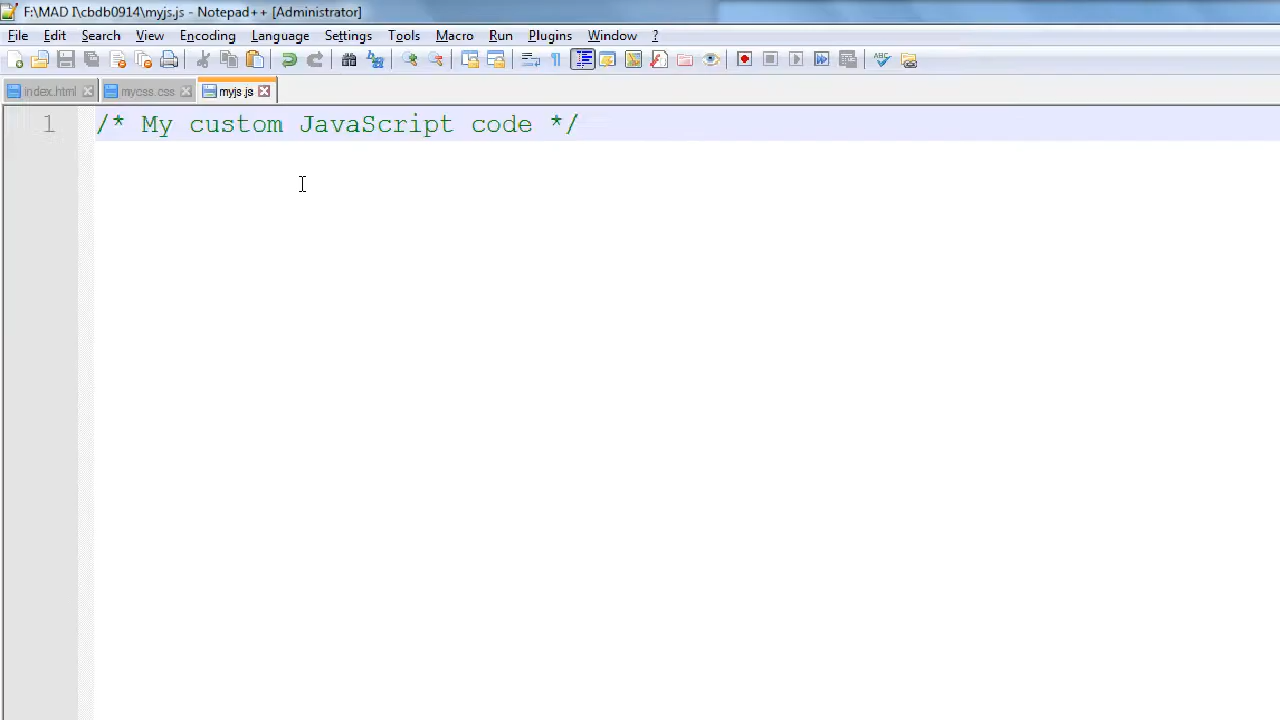 F:\MAD I\cbdb0914\myjs.js - Notepad++ [Administrator]
File Edit Search View Encoding Language Settings Tools Macro Run Plugins Window ?
index.html mycss.css myjs.js
1 /* My custom JavaScript code */